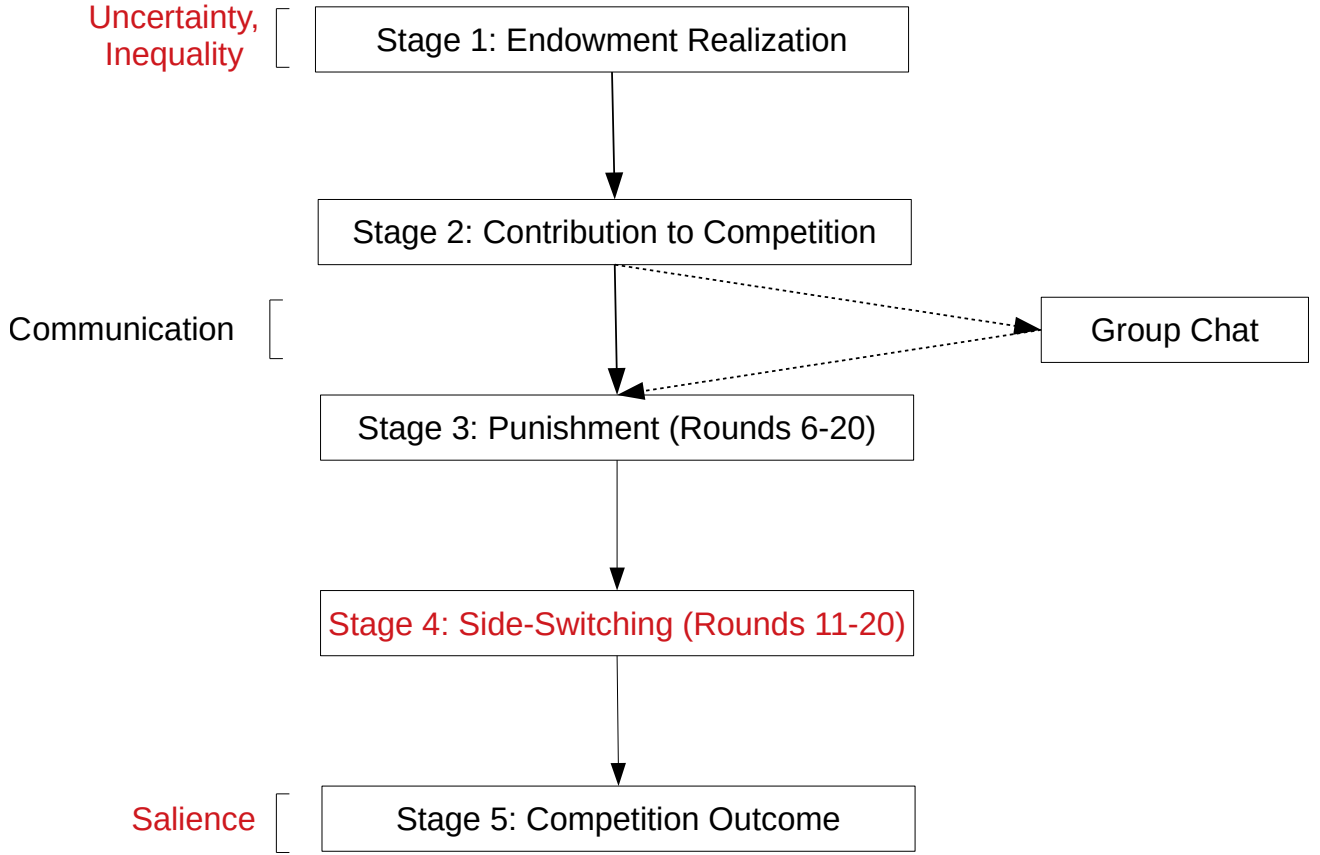 Uncertainty,
Inequality
Stage 1: Endowment Realization
Stage 2: Contribution to Competition
Communication
Group Chat
Stage 3: Punishment (Rounds 6-20)
Stage 4: Side-Switching (Rounds 11-20)
Salience
Stage 5: Competition Outcome